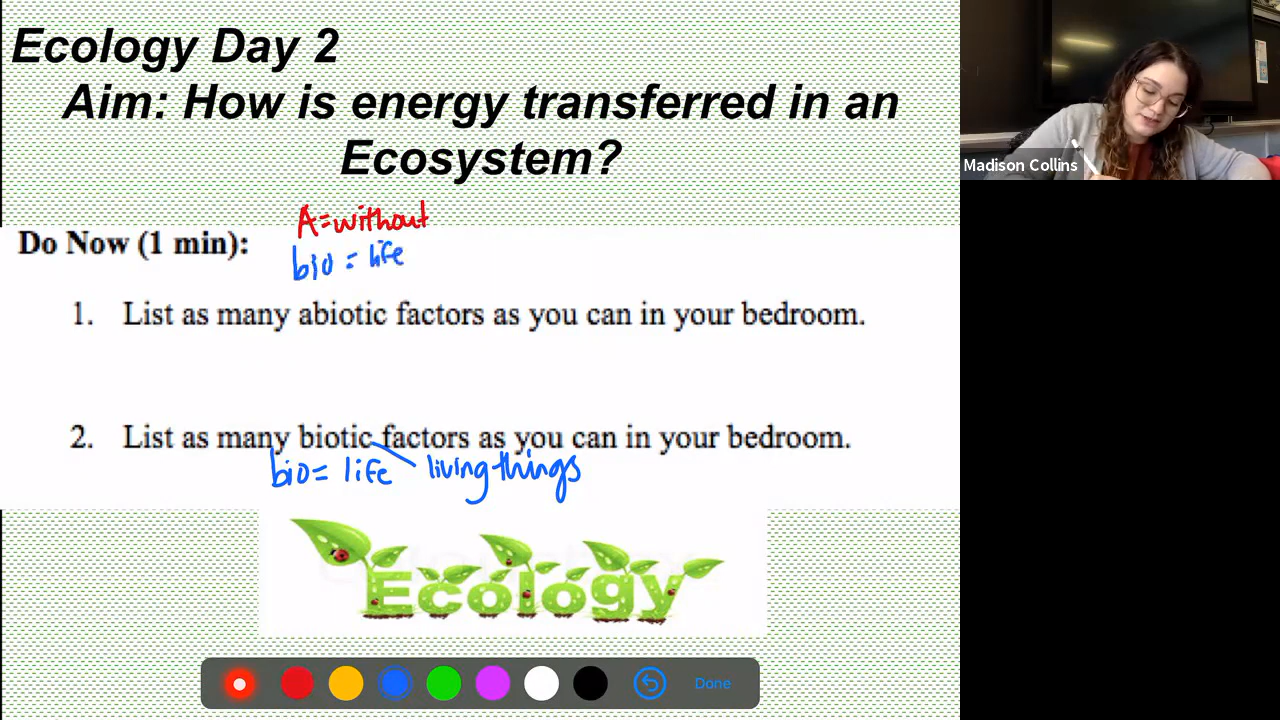 Ecology Day 2
Aim: How is energy transferred in an
Ecosystem?
A=without
Do Now (1 min):
bio = life
1. List as many abiotic factors as you can in your bedroom.
2. List as many biotic factors as you can in your bedroom.
bio= life living things
Ecology
Done
Madison Collins